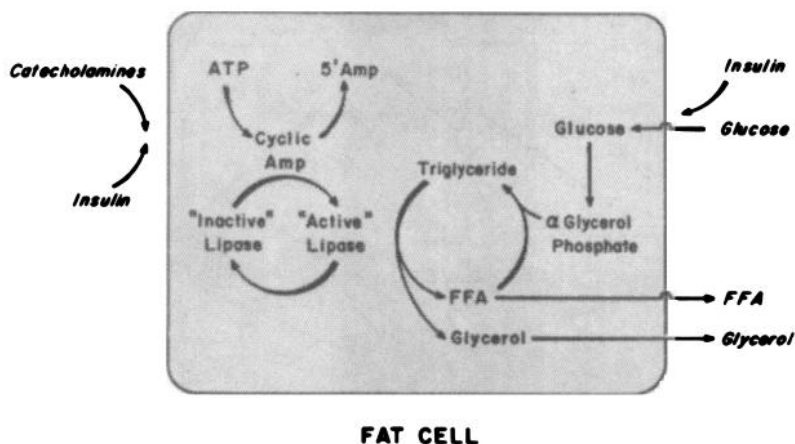 Catecholamines
Insulin
ATP
5' Amp
Cyclic
Amp
"Inactive"
Lipase
"Active"
Lipase
Triglyceride
FFA
Glycerol
Glucose
α Glycerol
Phosphate
Insulin
Glucose
FFA
Glycerol
FAT CELL